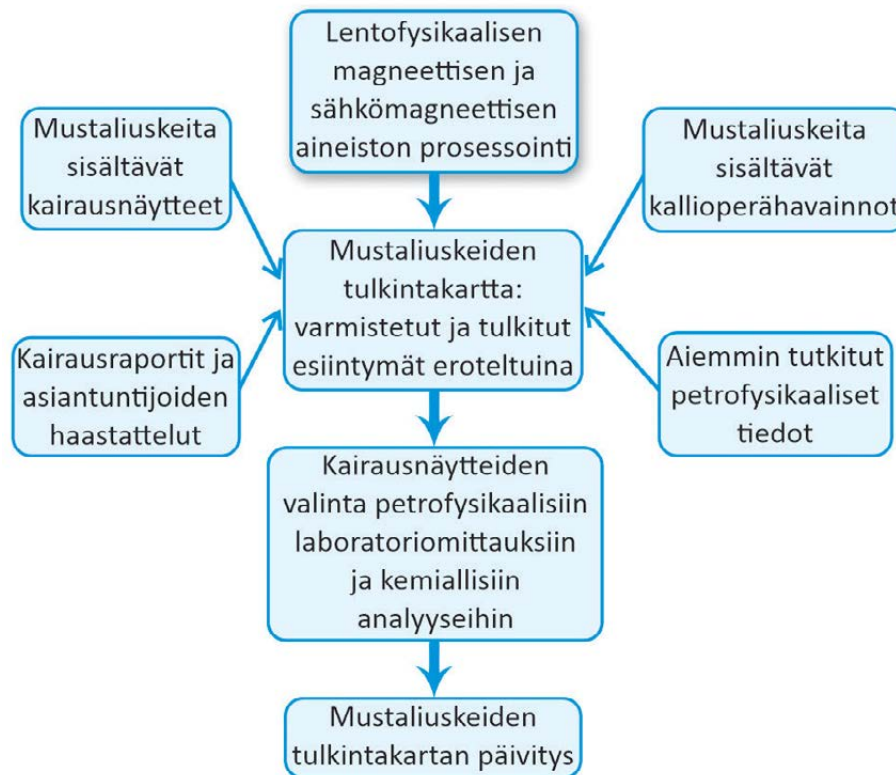 Lentofysikaalisen
magneettisen ja
sähkömagneettisen
aineiston prosessointi
Mustaliuskeita
sisältävät
kairausnäytteet
Mustaliuskeita
sisältävät
kallioperähavainnot
Mustaliuskeiden
tulkintakartta:
varmistetut ja tulkitut
esiintymät eroteltuina
Kairausraportit ja
asiantuntijoiden
haastattelut
Aiemmin tutkitut
petrofysikaaliset
tiedot
Kairausnäytteiden
valinta petrofysikaalisiin
laboratoriomittauksiin
ja kemiallisiin
analyyseihin
Mustaliuskeiden
tulkintakartan päivitys